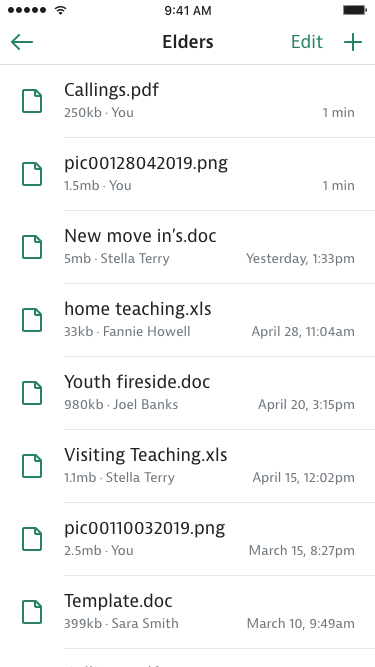 9:41 AM
Elders
Edit
Callings.pdf
250kb · You
1 min
pic00128042019.png
1.5mb · You
1 min
New move in's.doc
5mb · Stella Terry
Yesterday, 1:33pm
home teaching.xls
33kb · Fannie Howell
April 28, 11:04am
Youth fireside.doc
980kb · Joel Banks
April 20, 3:15pm
Visiting Teaching.xls
1.1mb · Stella Terry
April 15, 12:02pm
pic00110032019.png
2.5mb · You
March 15, 8:27pm
Template.doc
399kb · Sara Smith
March 10, 9:49am